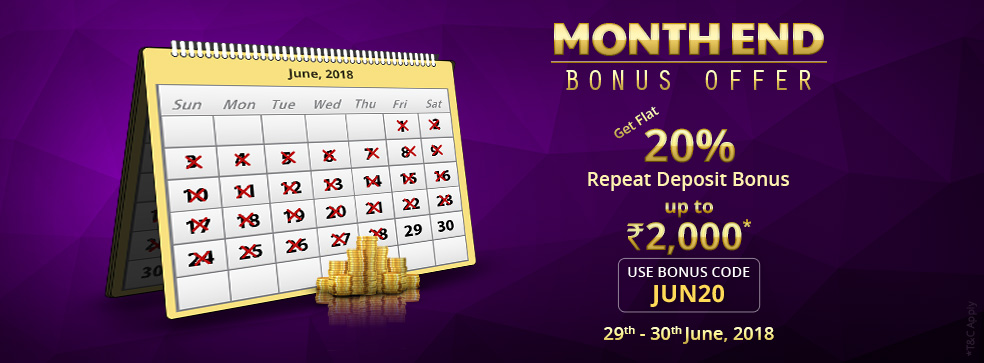 June, 2018
Sun Mon Tue Wed Thu Fri Sat
1 2
3 4 5 6 7 8 9
10 11 12 13 14 15 16
17 18 19 20 21 22 23
24 25 26 27 28 29 30
30
MONTH END
BONUS OFFER
Get Flat
20%
Repeat Deposit Bonus
up to
₹2,000*
USE BONUS CODE
JUN20
29th - 30th June, 2018
*T&C Apply